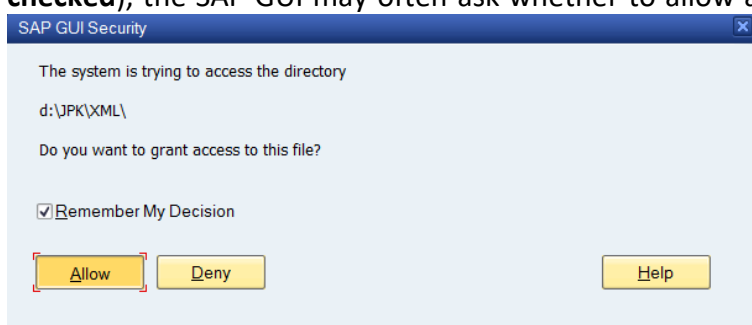 checked), the SAP GUI may often ask whether to allow a
SAP GUI Security
The system is trying to access the directory
d:\JPK\XML\
Do you want to grant access to this file?
Remember My Decision
Allow Deny Help